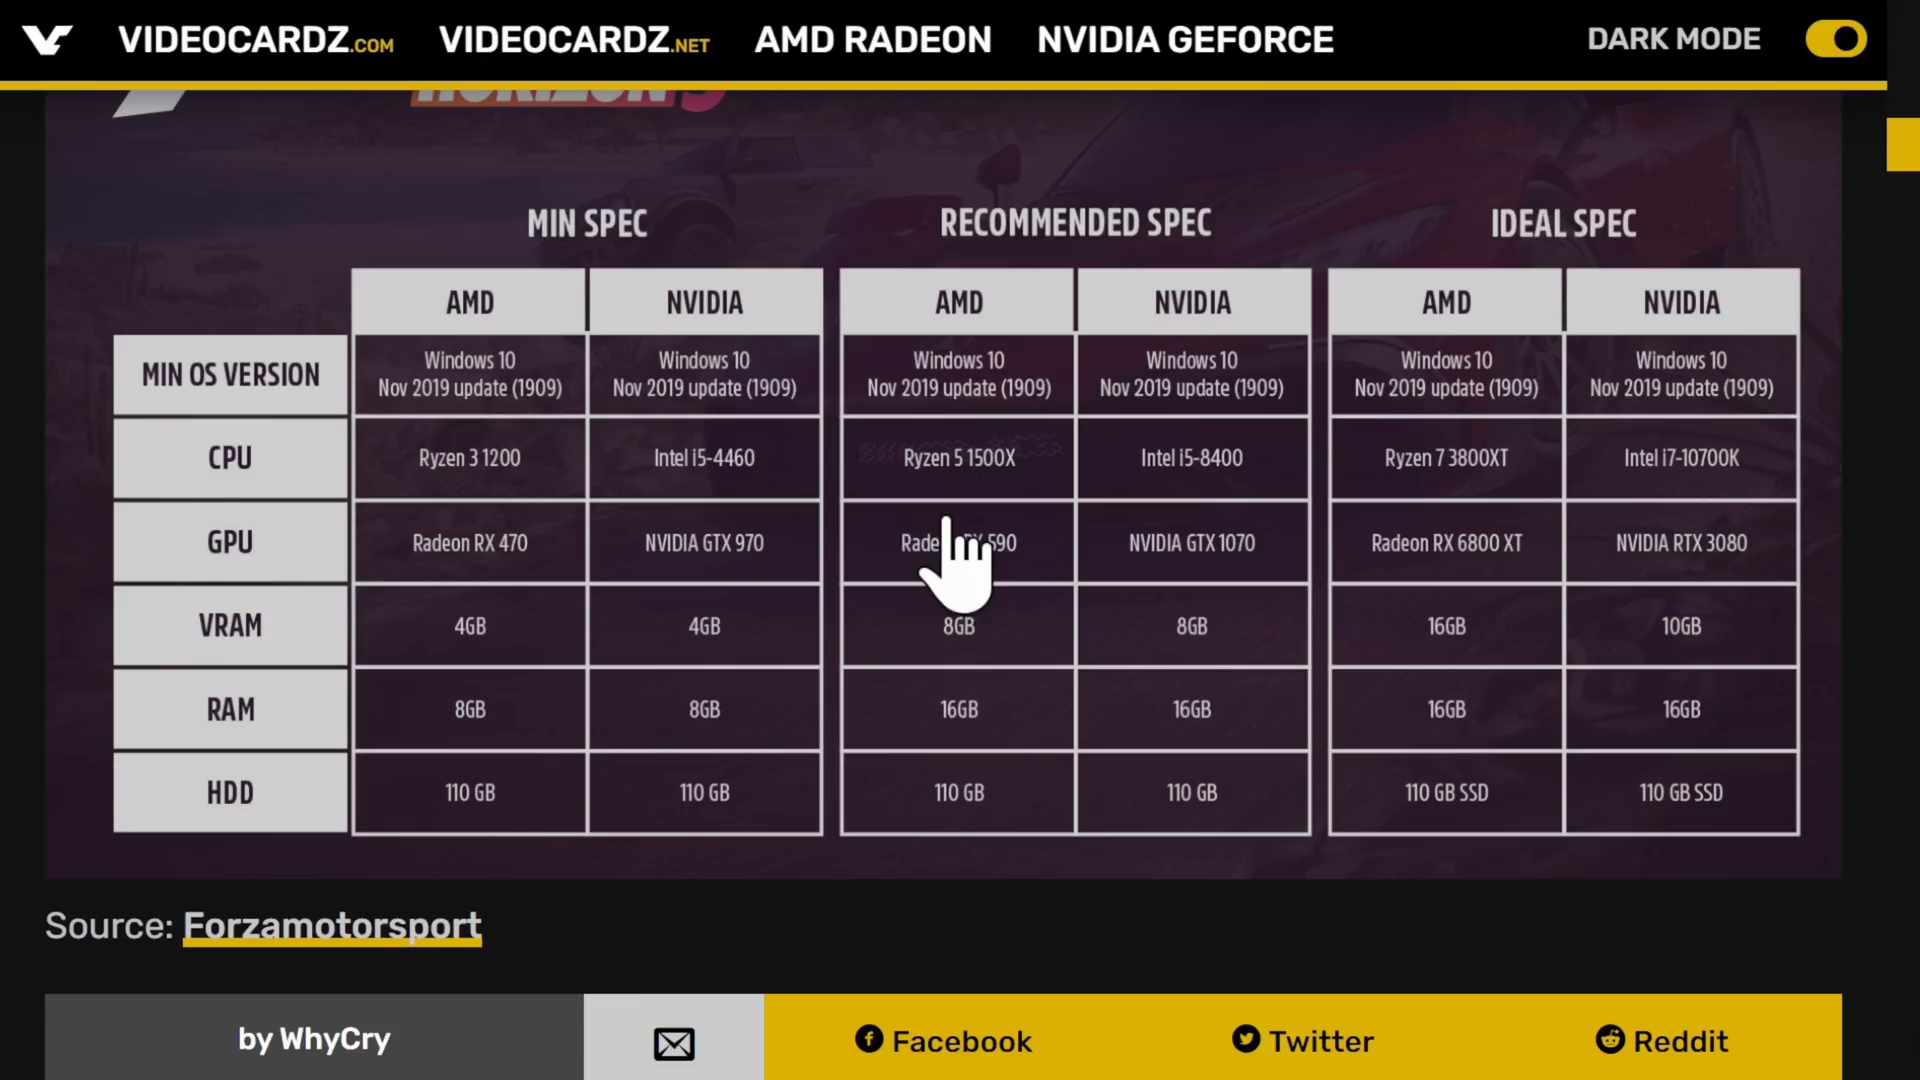 VIDEOCARDZ.COM VIDEOCARDZ.NET AMD RADEON NVIDIA GEFORCE DARK MODE
MIN SPEC RECOMMENDED SPEC IDEAL SPEC
AMD NVIDIA AMD NVIDIA AMD NVIDIA
MIN OS VERSION
Windows 10 Windows 10 Windows 10 Windows 10 Windows 10 Windows 10
Nov 2019 update (1909) Nov 2019 update (1909) Nov 2019 update (1909) Nov 2019 update (1909) Nov 2019 update (1909) Nov 2019 update (1909)
CPU Ryzen 3 1200 Intel i5-4460 Ryzen 5 1500X Intel i5-8400 Ryzen 7 3800XT Intel i7-10700K
GPU Radeon RX 470 NVIDIA GTX 970 590 NVIDIA GTX 1070 Radeon RX 6800 XT NVIDIA RTX 3080
VRAM 4GB 4GB 8GB 8GB 16GB 10GB
RAM 8GB 8GB 16GB 16GB 16GB 16GB
HDD 110 GB 110 GB 110 GB 110 GB 110 GB SSD 110 GB SSD
Source: Forzamotorsport
by WhyCry Facebook Twitter Reddit